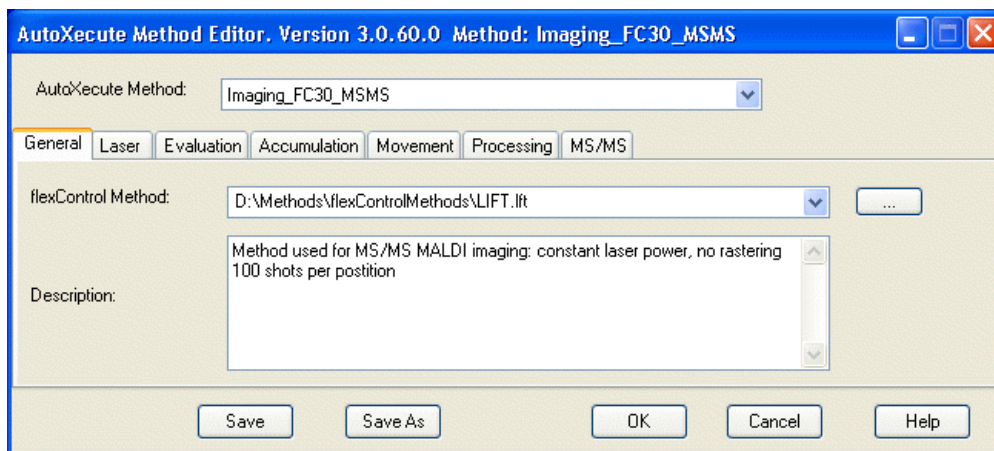 AutoXecute Method Editor. Version 3.0.60.0 Method: Imaging_FC30_MSMS
AutoXecute Method: Imaging_FC30_MSMS
General Laser Evaluation Accumulation Movement Processing MS/MS
flexControl Method: D:\Methods\flexControlMethods\LIFT.lft ...
Method used for MS/MS MALDI imaging: constant laser power, no rastering
100 shots per postition
Description:
Save Save As OK Cancel Help